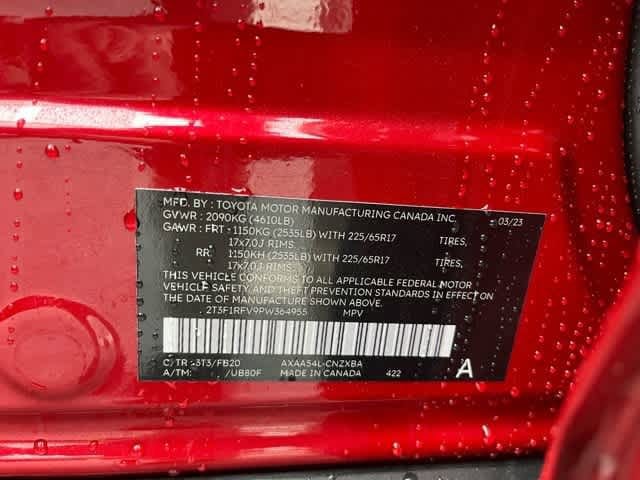 MFD. BY : TOYOTA MOTOR MANUFACTURING CANADA INC. 03/23
GVWR : 2090KG (4610LB)
GAWR : FRT - 1150KG (2535LB) WITH 225/65R17 TIRES,
17x7.0J RIMS.
RR 1150KH (2535LB) WITH 225/65R17 TIRES,
17x7.0J RIMS.
THIS VEHICLE CONFORMS TO ALL APPLICABLE FEDERAL MOTOR
VEHICLE SAFETY AND THEFT PREVENTION STANDARDS IN EFFECT ON
THE DATE OF MANUFACTURE SHOWN ABOVE.
2T3F1RFV9PW364955 MPV
C/TR :3T3/FB20 AXAA54L-CNZXBA
A/TM: /UB80F MADE IN CANADA 422 A